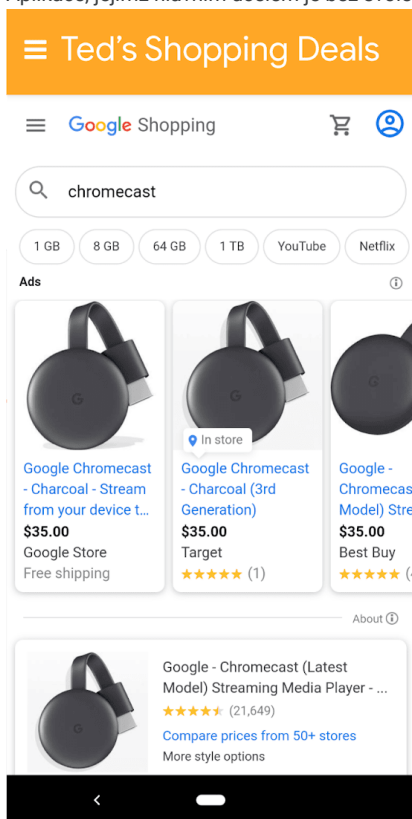 Ted's Shopping Deals
Google Shopping
chromecast
1 GB
8 GB
64 GB
1 TB
YouTube
Netflix
Ads
In store
Google Chromecast
- Charcoal - Stream
from your device t...
$35.00
Google Store
Free shipping
Google Chromecast
- Charcoal (3rd
Generation)
$35.00
Target
(1)
Google -
Chromecas
Model) Stre
$35.00
Best Buy
About
Google - Chromecast (Latest
Model) Streaming Media Player - ...
(21,649)
Compare prices from 50+ stores
More style options